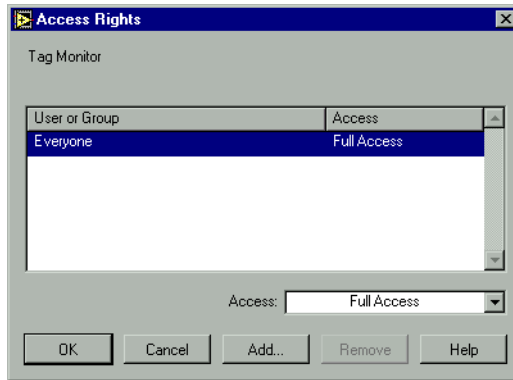 Access Rights
Tag Monitor
User or Group Access
Everyone Full Access
Access: Full Access
OK Cancel Add... Remove Help